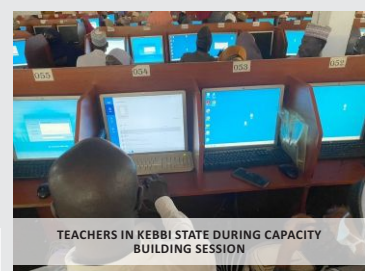 055 054 053 052
TEACHERS IN KEBBI STATE DURING CAPACITY
BUILDING SESSION